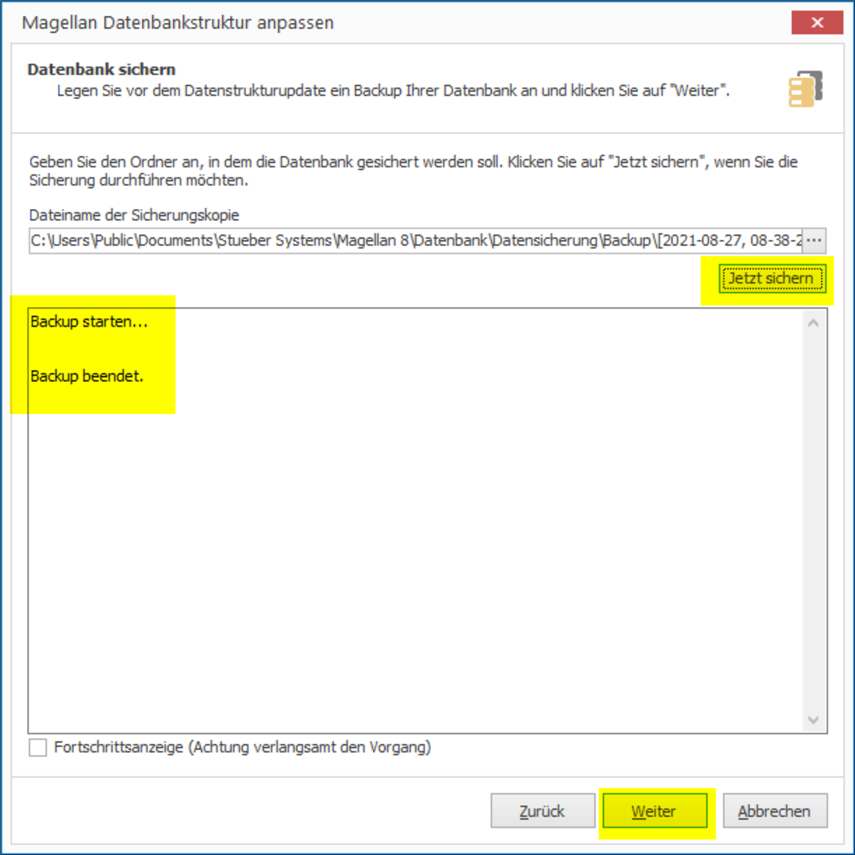 Magellan Datenbankstruktur anpassen
Datenbank sichern
Legen Sie vor dem Datenstrukturupdate ein Backup Ihrer Datenbank an und klicken Sie auf "Weiter".
Geben Sie den Ordner an, in dem die Datenbank gesichert werden soll. Klicken Sie auf "Jetzt sichern", wenn Sie die
Sicherung durchführen möchten.
Dateiname der Sicherungskopie
C:\Users\Public\Documents\Stueber Systems\Magellan 8\Datenbank\Datensicherung\Backup\[2021-08-27, 08-38-2 ...
Jetzt sichern
Backup starten...
Backup beendet.
Fortschrittsanzeige (Achtung verlangsamt den Vorgang)
Zurück
Weiter
Abbrechen